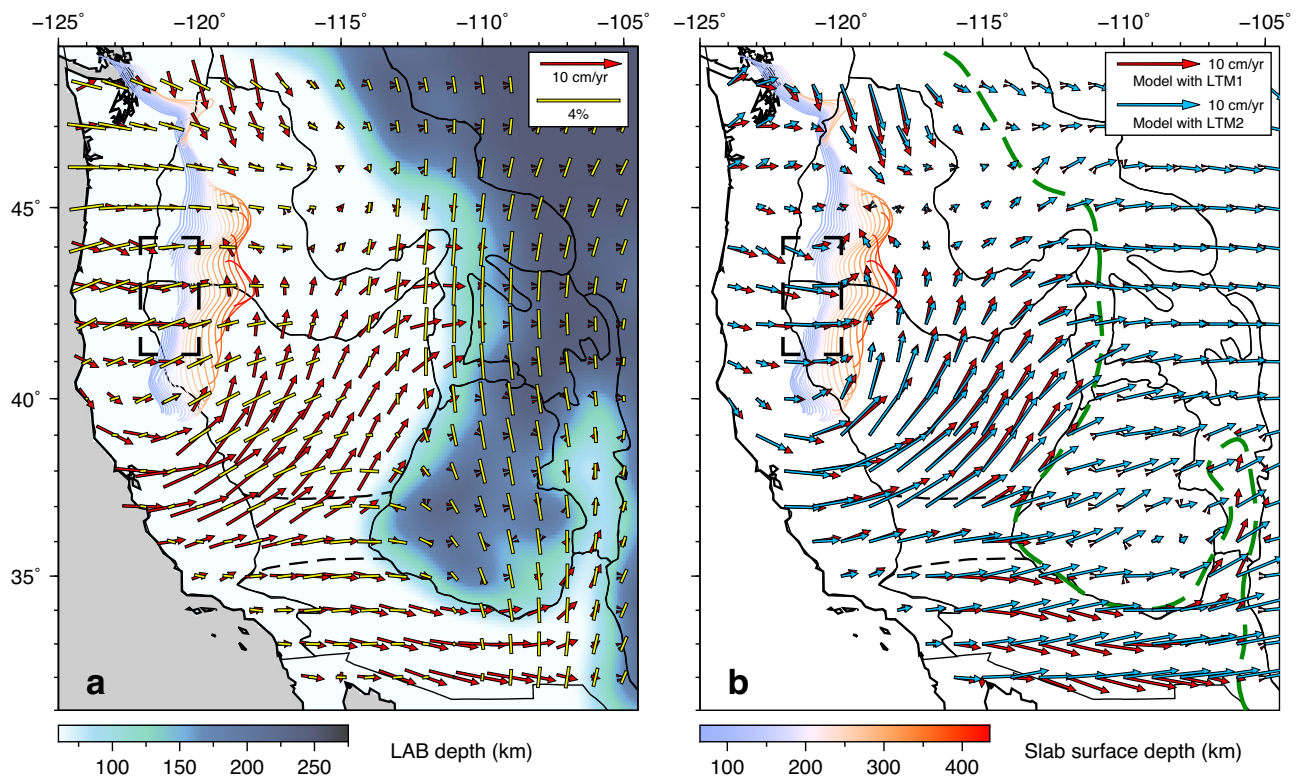 −125° −120° −115° −110° −105°
−125° −120° −115° −110° −105°
10 cm/yr
4%
10 cm/yr
Model with LTM1
10 cm/yr
Model with LTM2
45°
40°
35°
45°
40°
35°
a
b
LAB depth (km)
100 150 200 250
Slab surface depth (km)
100 200 300 400